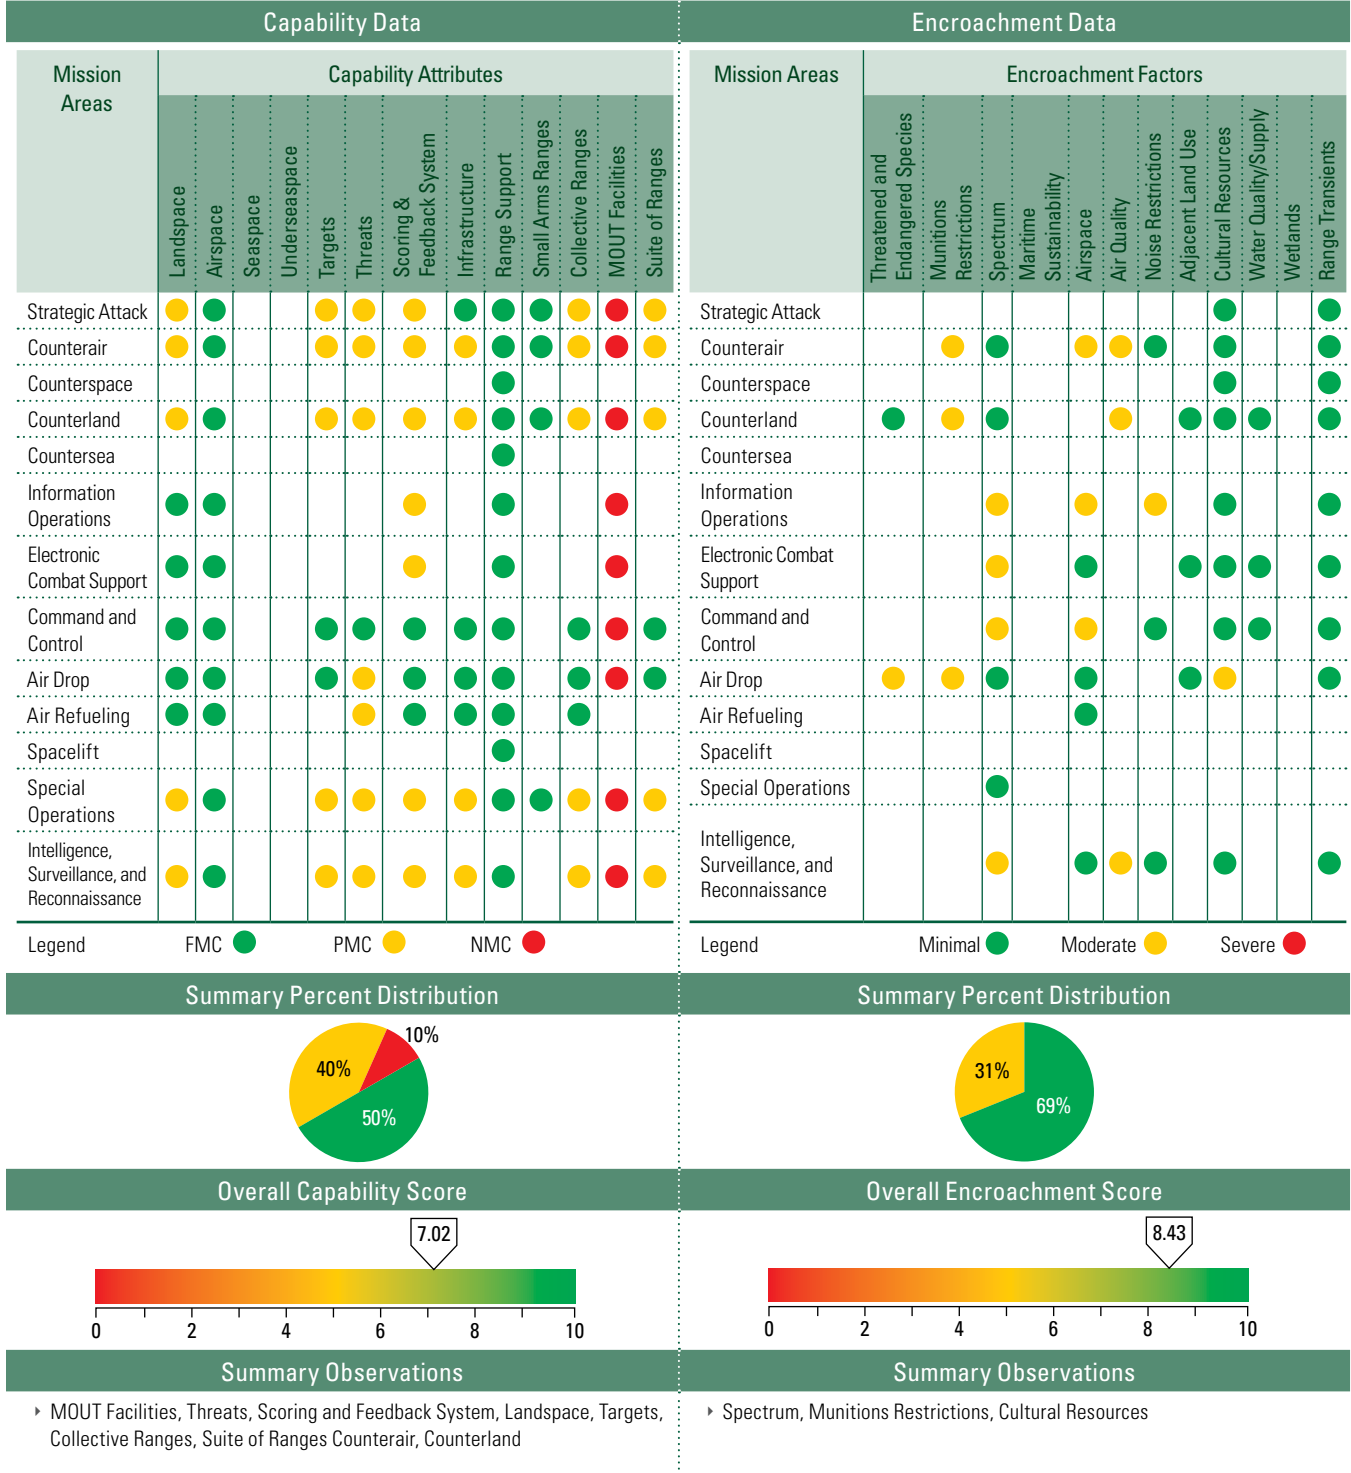 Capability Data
Mission
Areas
Capability Attributes
Landspace
Airspace
Seaspace
Underseaspace
Targets
Threats
Scoring &
Feedback System
Infrastructure
Range Support
Small Arms Ranges
Collective Ranges
MOUT Facilities
Suite of Ranges
Strategic Attack
Counterair
Counterspace
Counterland
Countersea
Information
Operations
Electronic
Combat Support
Command and
Control
Air Drop
Air Refueling
Spacelift
Special
Operations
Intelligence,
Surveillance, and
Reconnaissance
Legend
FMC
PMC
NMC
Summary Percent Distribution
10%
40%
50%
Overall Capability Score
7.02
0
2
4
6
8
10
Summary Observations
‣ MOUT Facilities, Threats, Scoring and Feedback System, Landspace, Targets,
Collective Ranges, Suite of Ranges Counterair, Counterland
Encroachment Data
Mission Areas
Encroachment Factors
Threatened and
Endangered Species
Munitions
Restrictions
Spectrum
Maritime
Sustainability
Airspace
Air Quality
Noise Restrictions
Adjacent Land Use
Cultural Resources
Water Quality/Supply
Wetlands
Range Transients
Strategic Attack
Counterair
Counterspace
Counterland
Countersea
Information
Operations
Electronic Combat
Support
Command and
Control
Air Drop
Air Refueling
Spacelift
Special Operations
Intelligence,
Surveillance, and
Reconnaissance
Legend
Minimal
Moderate
Severe
Summary Percent Distribution
31%
69%
Overall Encroachment Score
8.43
0
2
4
6
8
10
Summary Observations
‣ Spectrum, Munitions Restrictions, Cultural Resources